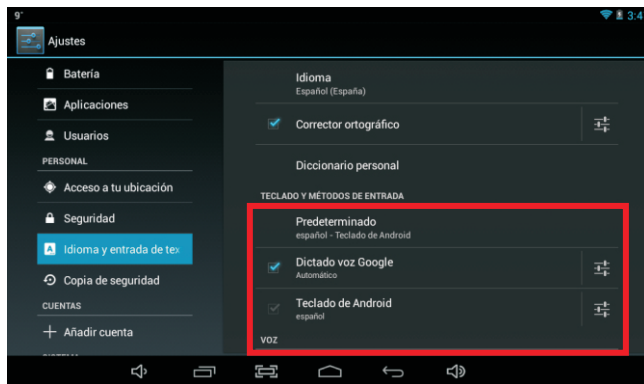 9"
3:4
Ajustes
Batería
Aplicaciones
Usuarios
PERSONAL
Acceso a tu ubicación
Seguridad
Idioma y entrada de tex
Copia de seguridad
CUENTAS
Añadir cuenta
Idioma
Español (España)
Corrector ortográfico
Diccionario personal
TECLADO Y MÉTODOS DE ENTRADA
Predeterminado
español - Teclado de Android
Dictado voz Google
Automático
Teclado de Android
español
VOZ